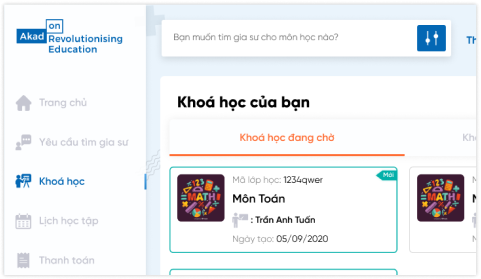 on
Akad Revolutionising
Education
Bạn muốn tìm gia sư cho môn học nào?
Th
Trang chủ
Yêu cầu tìm gia sư
Khoá học
Lịch học tập
Thanh toán
Khoá học của bạn
Khoá học đang chờ
Kh
Mới
Mã lớp học: 1234qwer
Môn Toán
: Trần Anh Tuấn
Ngày tạo: 05/09/2020
MATH
M
N